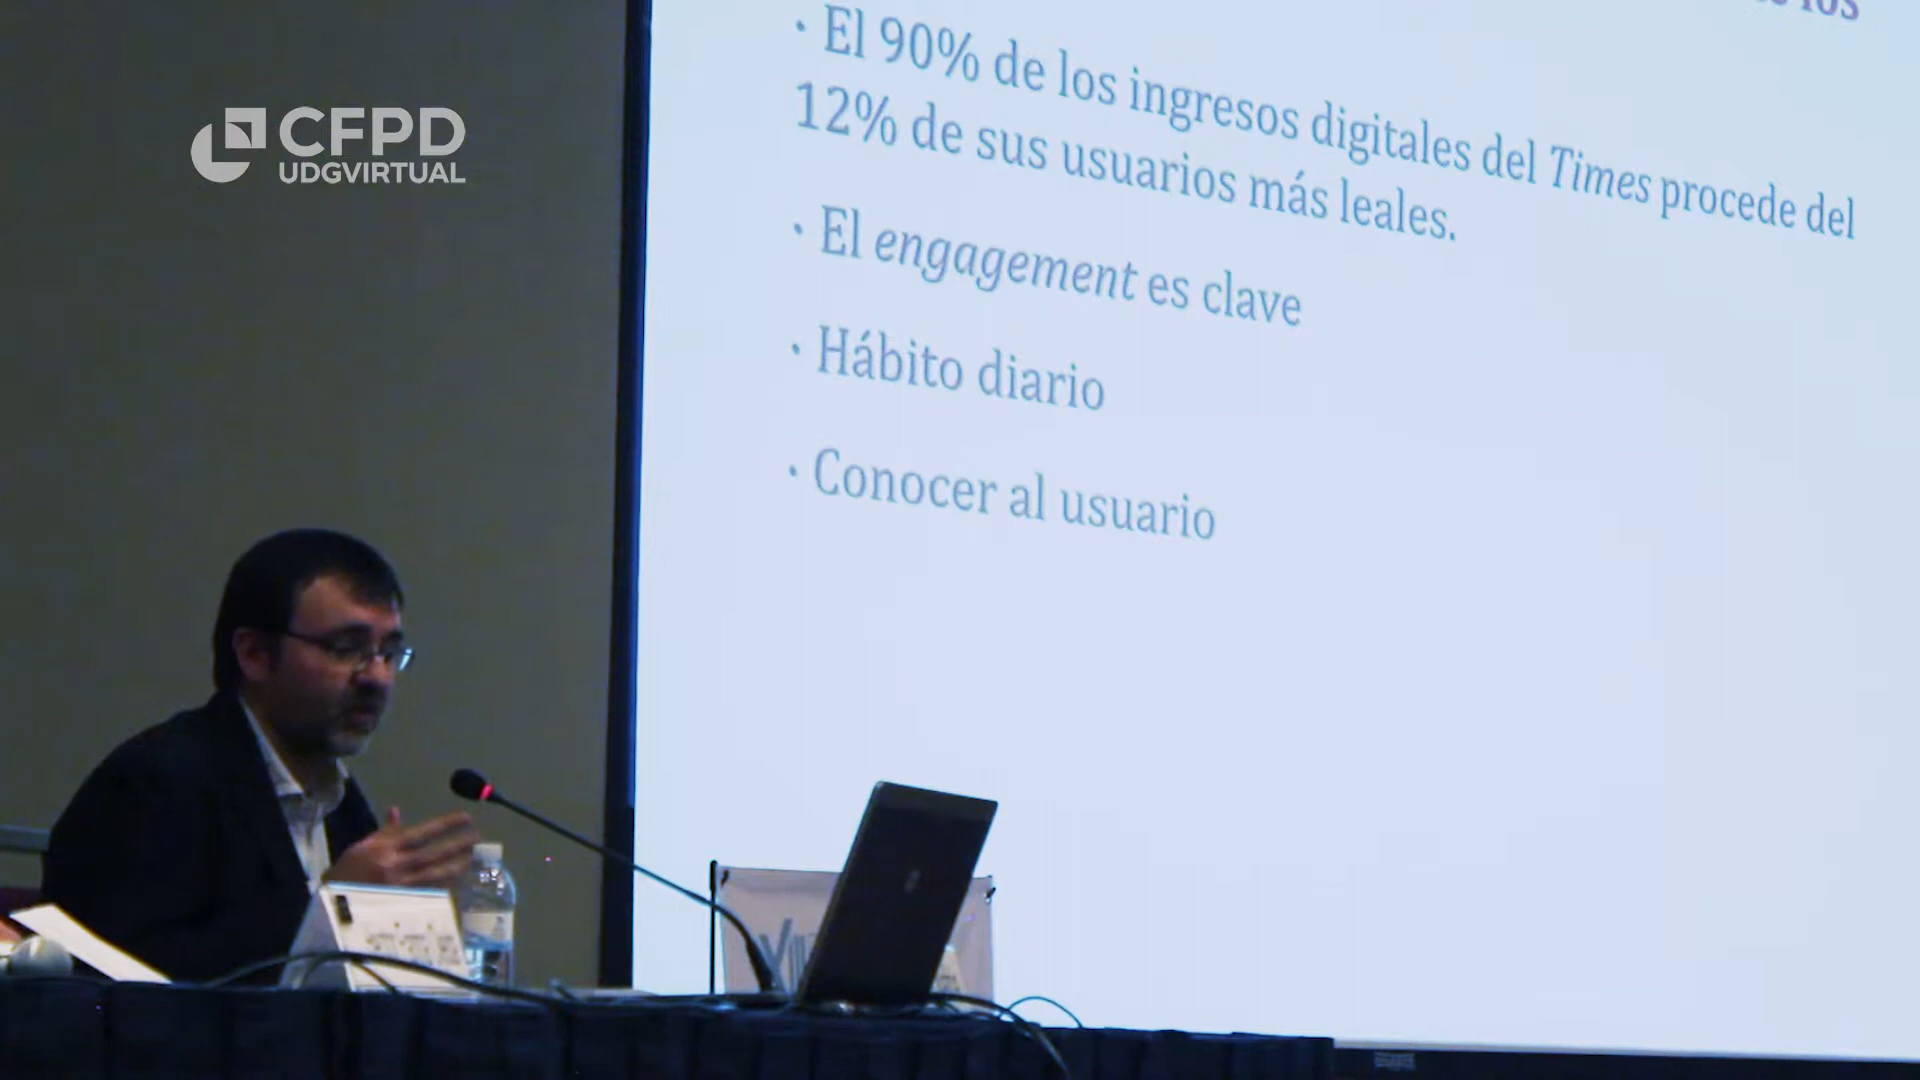 los
· El 90% de los ingresos digitales del Times procede del
12% de sus usuarios más leales.
· El engagement es clave
· Hábito diario
· Conocer al usuario
CFPD
UDGVIRTUAL